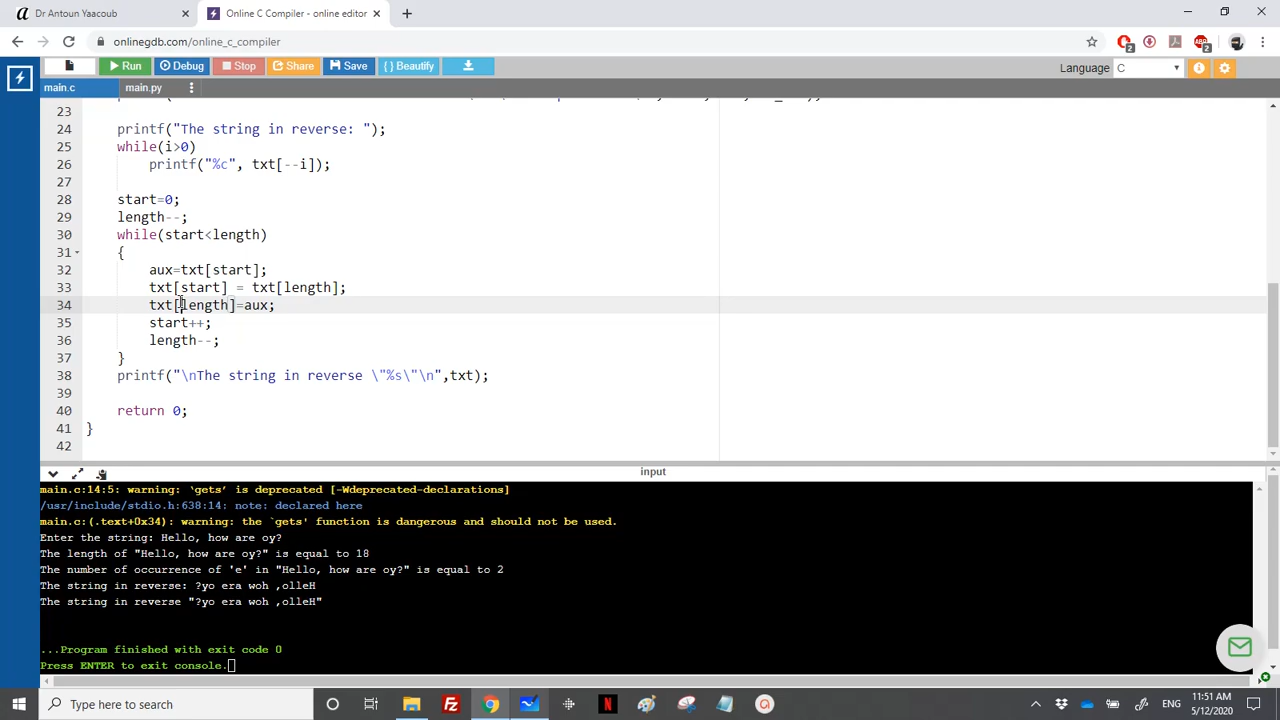 Dr Antoun Yaacoub
Online C Compiler - online editor
onlinegdb.com/online_c_compiler
2
2
Run
Debug
Stop
Share
Save
{ } Beautify
Language
C
main.c
main.py
23
24 printf("The string in reverse: ");
25 while(i>0)
26 printf("%c", txt[--i]);
27
28 start=0;
29 length--;
30 while(start<length)
31 {
32 aux=txt[start];
33 txt[start] = txt[length];
34 txt[length]=aux;
35 start++;
36 length--;
37 }
38 printf("\nThe string in reverse \"%s\"\n",txt);
39
40 return 0;
41 }
42
input
main.c:14:5: warning: ‘gets’ is deprecated [-Wdeprecated-declarations]
/usr/include/stdio.h:638:14: note: declared here
main.c:(.text+0x34): warning: the `gets' function is dangerous and should not be used.
Enter the string: Hello, how are oy?
The length of "Hello, how are oy?" is equal to 18
The number of occurrence of 'e' in "Hello, how are oy?" is equal to 2
The string in reverse: ?yo era woh ,olleH
The string in reverse "?yo era woh ,olleH"
...Program finished with exit code 0
Press ENTER to exit console.
Type here to search
ENG
11:51 AM
5/12/2020